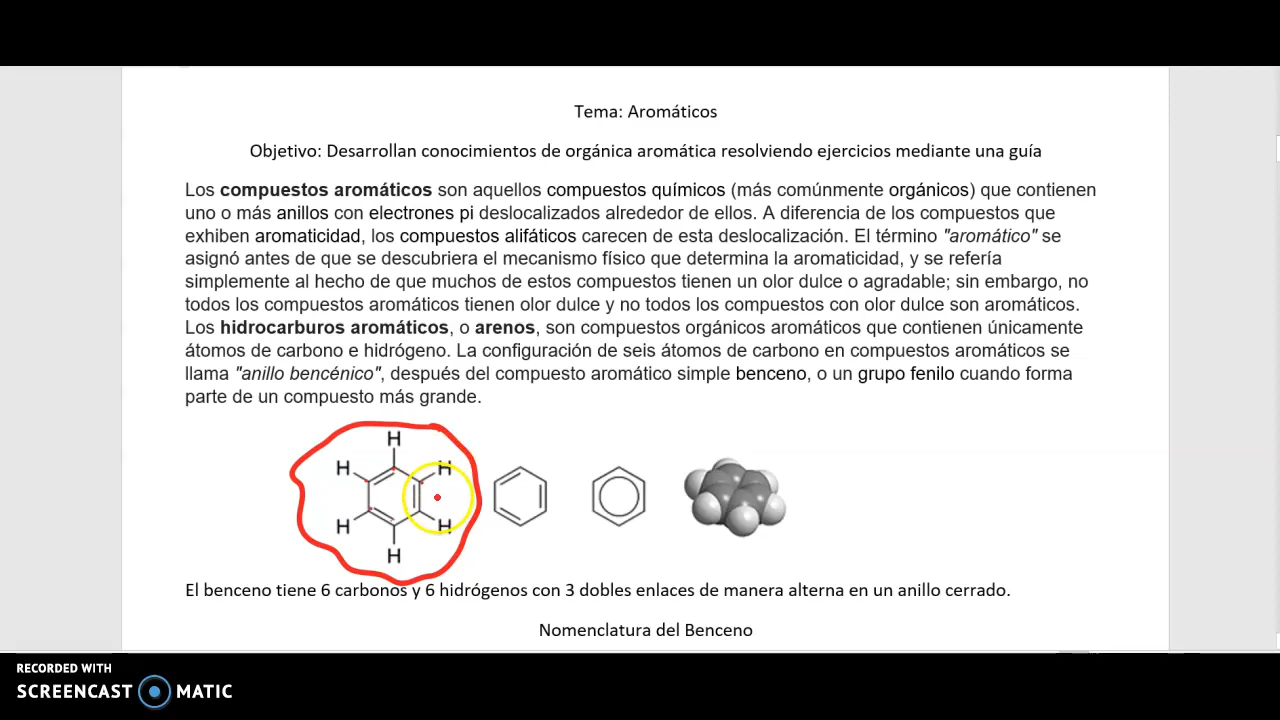 Tema: Aromáticos
Objetivo: Desarrollan conocimientos de orgánica aromática resolviendo ejercicios mediante una guía
Los compuestos aromáticos son aquellos compuestos químicos (más comúnmente orgánicos) que contienen
uno o más anillos con electrones pi deslocalizados alrededor de ellos. A diferencia de los compuestos que
exhiben aromaticidad, los compuestos alifáticos carecen de esta deslocalización. El término "aromático" se
asignó antes de que se descubriera el mecanismo físico que determina la aromaticidad, y se refería
simplemente al hecho de que muchos de estos compuestos tienen un olor dulce o agradable; sin embargo, no
todos los compuestos aromáticos tienen olor dulce y no todos los compuestos con olor dulce son aromáticos.
Los hidrocarburos aromáticos, o arenos, son compuestos orgánicos aromáticos que contienen únicamente
átomos de carbono e hidrógeno. La configuración de seis átomos de carbono en compuestos aromáticos se
llama "anillo bencénico", después del compuesto aromático simple benceno, o un grupo fenilo cuando forma
parte de un compuesto más grande.
H
H H
H H
H
El benceno tiene 6 carbonos y 6 hidrógenos con 3 dobles enlaces de manera alterna en un anillo cerrado.
Nomenclatura del Benceno
RECORDED WITH
SCREENCAST MATIC